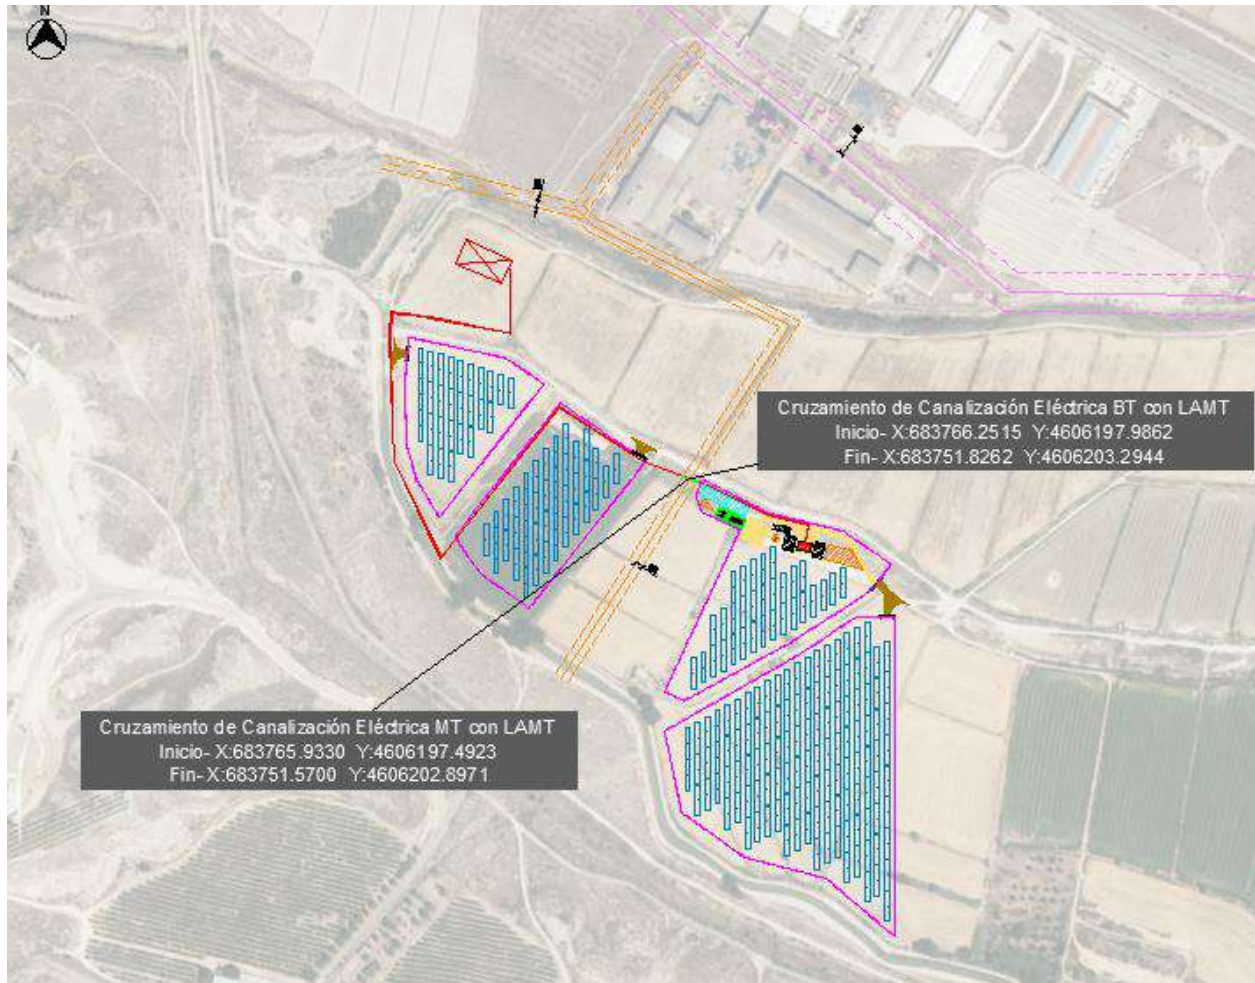 N
Cruzamiento de Canalización Eléctrica BT con LAMT
Inicio- X:683766.2515 Y:4606197.9862
Fin- X:683751.8262 Y:4606203.2944
Cruzamiento de Canalización Eléctrica MT con LAMT
Inicio- X:683765.9330 Y:4606197.4923
Fin- X:683751.5700 Y:4606202.8971